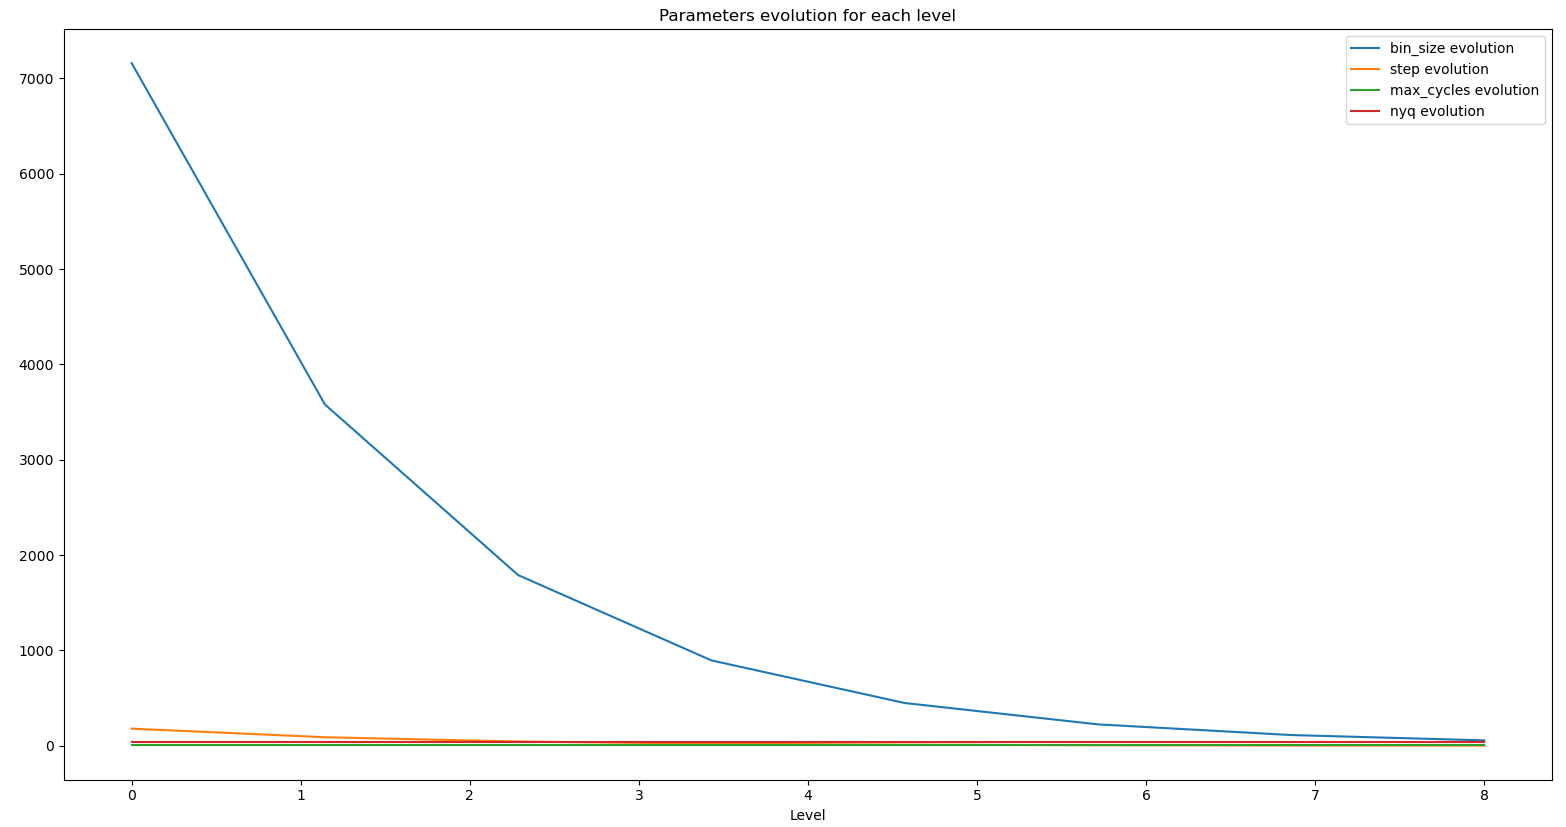 Parameters evolution for each level
bin_size evolution
step evolution
max_cycles evolution
nyq evolution
7000
6000
5000
4000
3000
2000
1000
0
0 1 2 3 4 5 6 7 8
Level